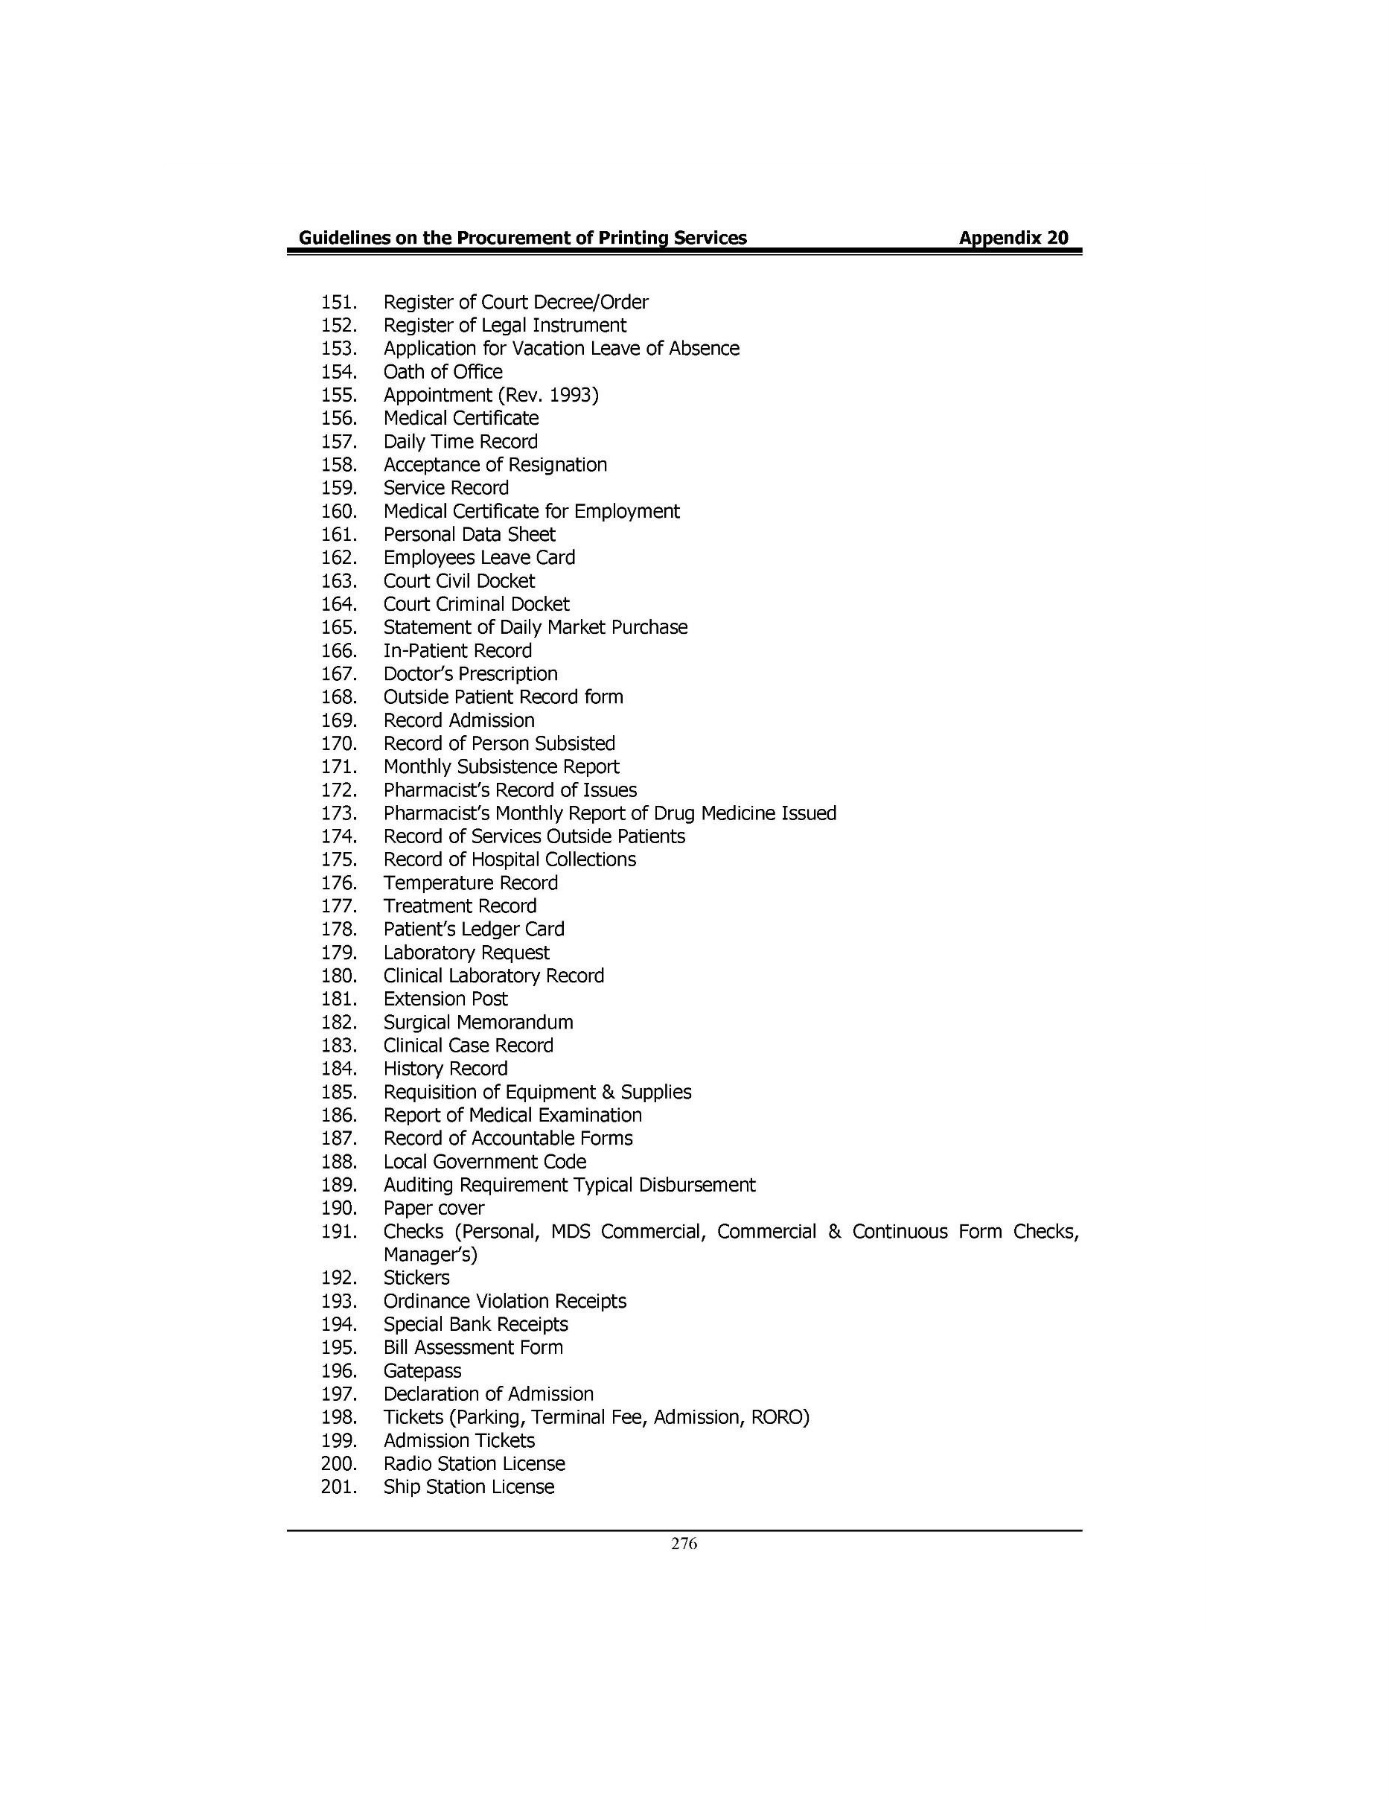 Guidelines on the Procurement of Printing Services Appendix 20
151. Register of Court Decree/Order
152. Register of Legal Instrument
153. Application for Vacation Leave of Absence
154. Oath of Office
155. Appointment (Rev. 1993)
156. Medical Certificate
157. Daily Time Record
158. Acceptance of Resignation
159. Service Record
160. Medical Certificate for Employment
161. Personal Data Sheet
162. Employees Leave Card
163. Court Civil Docket
164. Court Criminal Docket
165. Statement of Daily Market Purchase
166. In-Patient Record
167. Doctor's Prescription
168. Outside Patient Record form
169. Record Admission
170. Record of Person Subsisted
171. Monthly Subsistence Report
172. Pharmacist's Record of Issues
173. Pharmacist's Monthly Report of Drug Medicine Issued
174. Record of Services Outside Patients
175. Record of Hospital Collections
176. Temperature Record
177. Treatment Record
178. Patient's Ledger Card
179. Laboratory Request
180. Clinical Laboratory Record
181. Extension Post
182. Surgical Memorandum
183. Clinical Case Record
184. History Record
185. Requisition of Equipment & Supplies
186. Report of Medical Examination
187. Record of Accountable Forms
188. Local Government Code
189. Auditing Requirement Typical Disbursement
190. Paper cover
191. Checks (Personal, MDS Commercial, Commercial & Continuous Form Checks,
Manager's)
192. Stickers
193. Ordinance Violation Receipts
194. Special Bank Receipts
195. Bill Assessment Form
196. Gatepass
197. Declaration of Admission
198. Tickets (Parking, Terminal Fee, Admission, RORO)
199. Admission Tickets
200. Radio Station License
201. Ship Station License
276